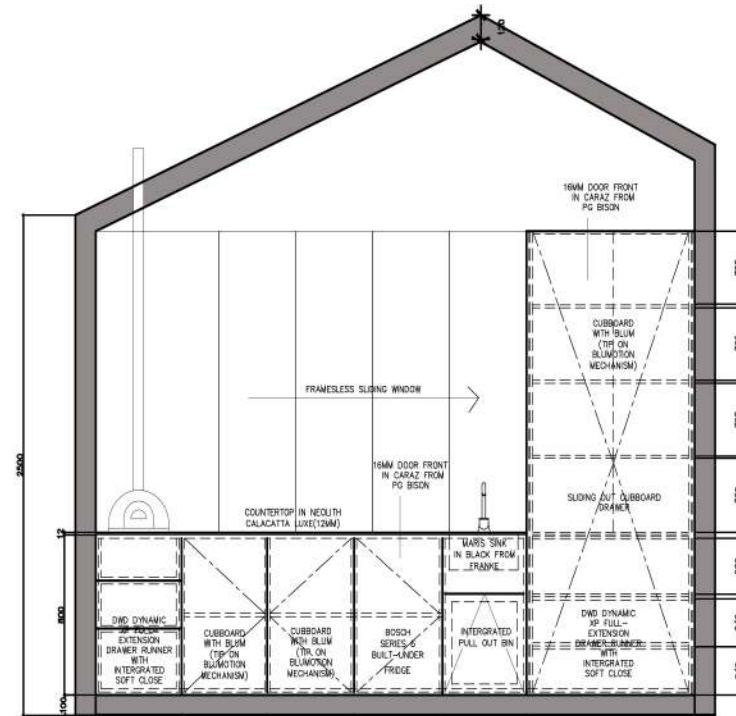 120
16MM DOOR FRONT
IN CARAZ FROM
PG BISON
CUBBOARD
WITH BLUM
(TIP ON
BLUMOTION
MECHANISM)
FRAMESLESS SLIDING WINDOW
2500
16MM DOOR FRONT
IN CARAZ FROM
PG BISON
SLIDING OUT CUBBOARD
DRAWER
COUNTERTOP IN NEOLITH
CALACATTA LUXE(12MM)
12
MARIS SINK
IN BLACK FROM
FRANKE
DWD DYNAMIC
EXTENSION
DRAWER RUNNER
WITH
INTERGRATED
SOFT CLOSE
CUBBOARD
WITH BLUM
(TIP ON
BLUMOTION
MECHANISM)
CUBBOARD
WITH BLUM
(TIP ON
BLUMOTION
MECHANISM)
BOSCH
SERIES 6
BUILT-UNDER
FRIDGE
INTERGRATED
PULL OUT BIN
DWD DYNAMIC
XP FULL-
EXTENSION
DRAWER RUNNER
WITH
INTERGRATED
SOFT CLOSE
100